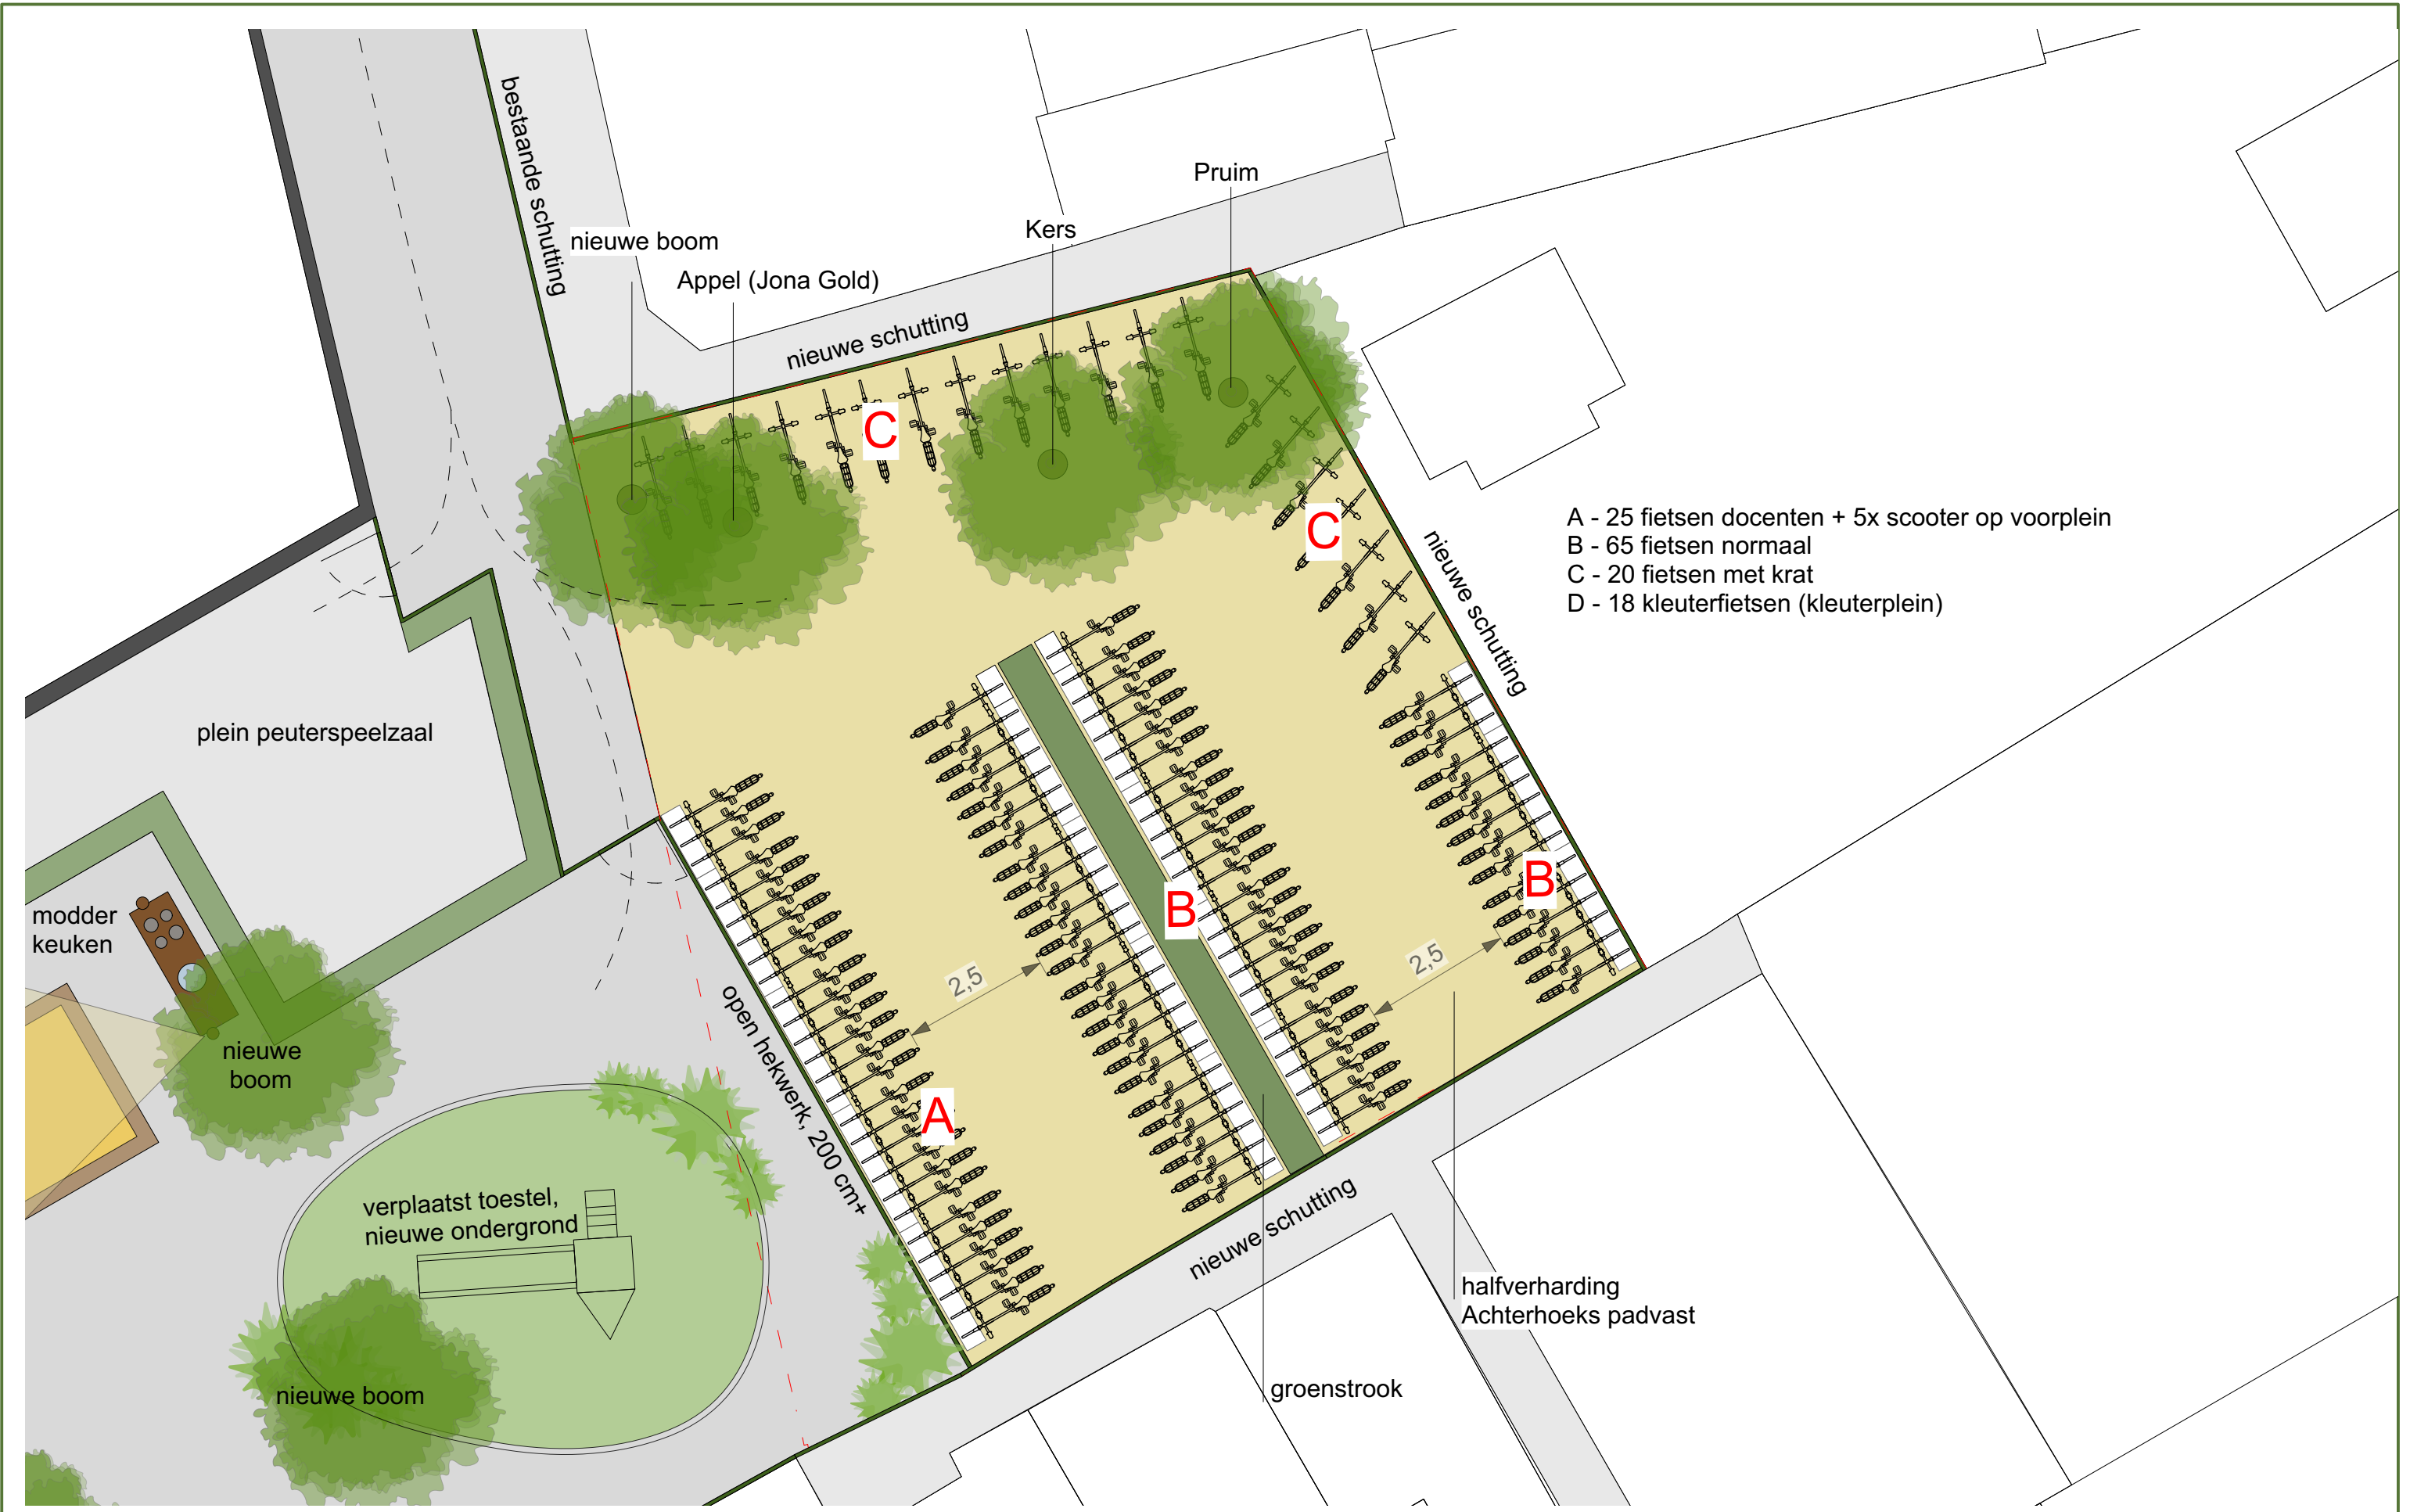 bestaande schutting
nieuwe boom
Appel (Jona Gold)
Kers
Pruim
nieuwe schutting
C
C
nieuwe schutting
A - 25 fietsen docenten + 5x scooter op voorplein
B - 65 fietsen normaal
C - 20 fietsen met krat
D - 18 kleuterfietsen (kleuterplein)
plein peuterspeelzaal
modder
keuken
nieuwe
boom
B
B
2,5
2,5
A
open hekwerk, 200 cm+
verplaatst toestel,
nieuwe ondergrond
nieuwe schutting
halfverharding
Achterhoeks padvast
groenstrook
nieuwe boom